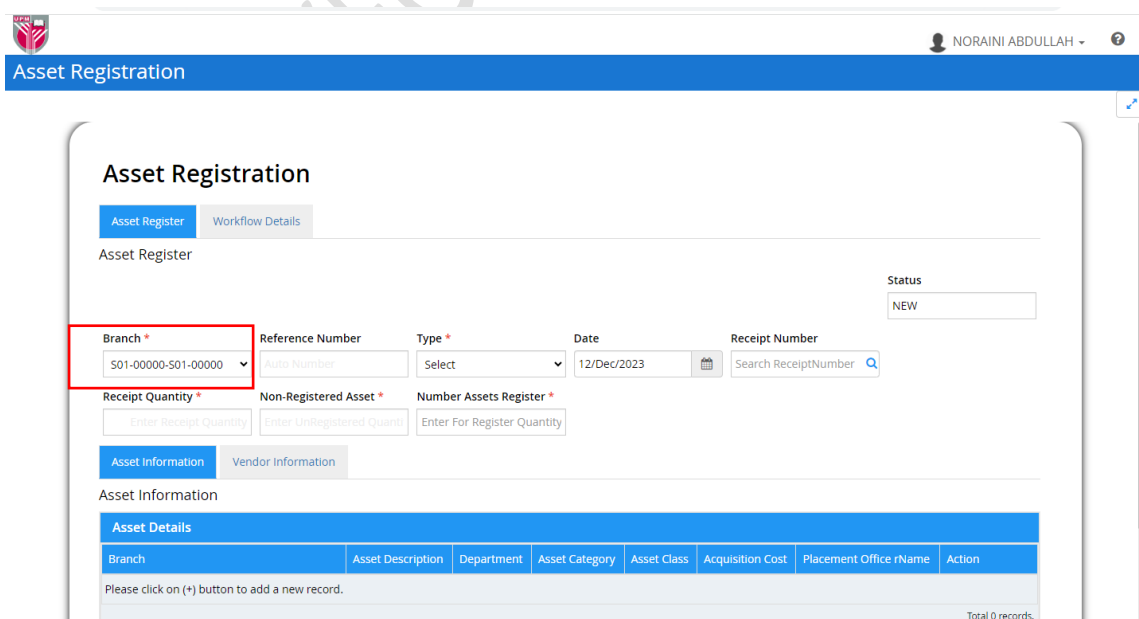 UPM
NORAINI ABDULLAH
Asset Registration
Asset Registration
Asset Register Workflow Details
Asset Register
Status
NEW
Branch * Reference Number Type * Date Receipt Number
S01-00000-S01-00000 Auto Number Select 12/Dec/2023 Search ReceiptNumber
Receipt Quantity * Non-Registered Asset * Number Assets Register *
Enter Receipt Quantity Enter UnRegistered Quanti Enter For Register Quantity
Asset Information Vendor Information
Asset Information
Asset Details
Branch Asset Description Department Asset Category Asset Class Acquisition Cost Placement Office rName Action
Please click on (+) button to add a new record.
Total 0 records.